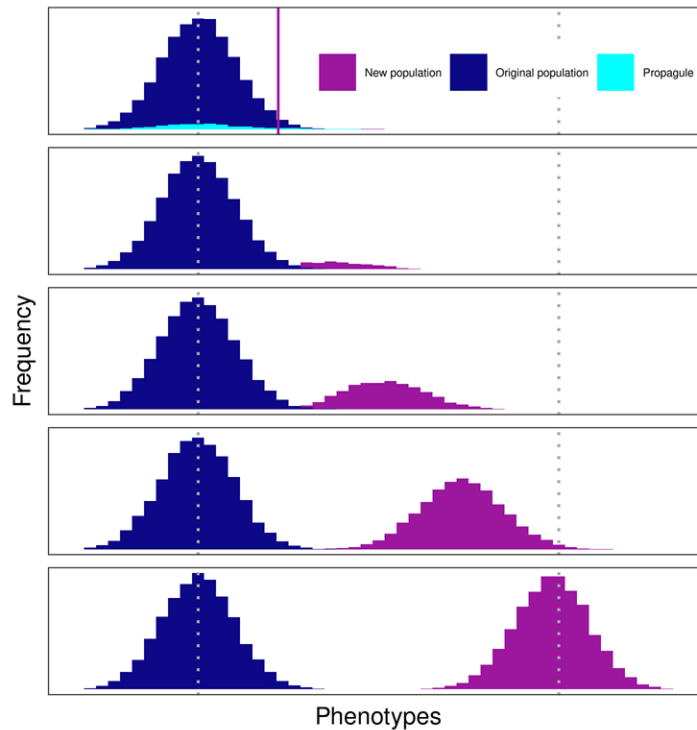 New population
Original population
Propagule
Frequency
Phenotypes